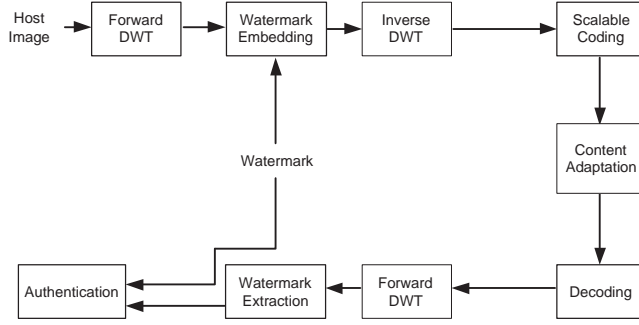 Host
Image
Forward
DWT
Watermark
Embedding
Inverse
DWT
Scalable
Coding
Content
Adaptation
Watermark
Authentication
Watermark
Extraction
Forward
DWT
Decoding